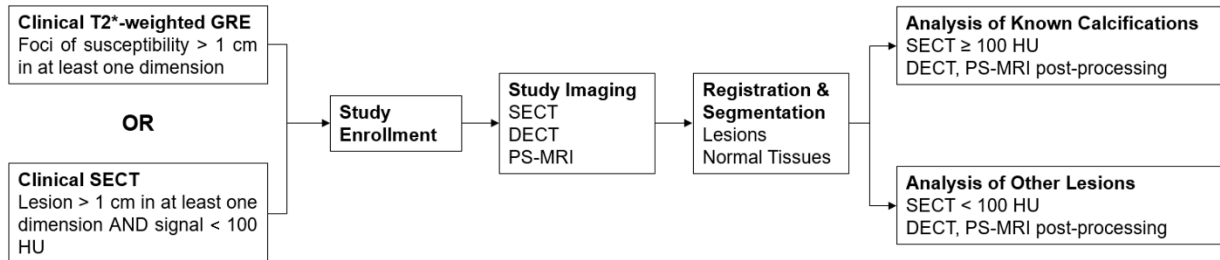 Clinical T2*-weighted GRE
Foci of susceptibility > 1 cm
in at least one dimension
OR
Clinical SECT
Lesion > 1 cm in at least one
dimension AND signal < 100
HU
Study
Enrollment
Study Imaging
SECT
DECT
PS-MRI
Registration &
Segmentation
Lesions
Normal Tissues
Analysis of Known Calcifications
SECT ≥ 100 HU
DECT, PS-MRI post-processing
Analysis of Other Lesions
SECT < 100 HU
DECT, PS-MRI post-processing